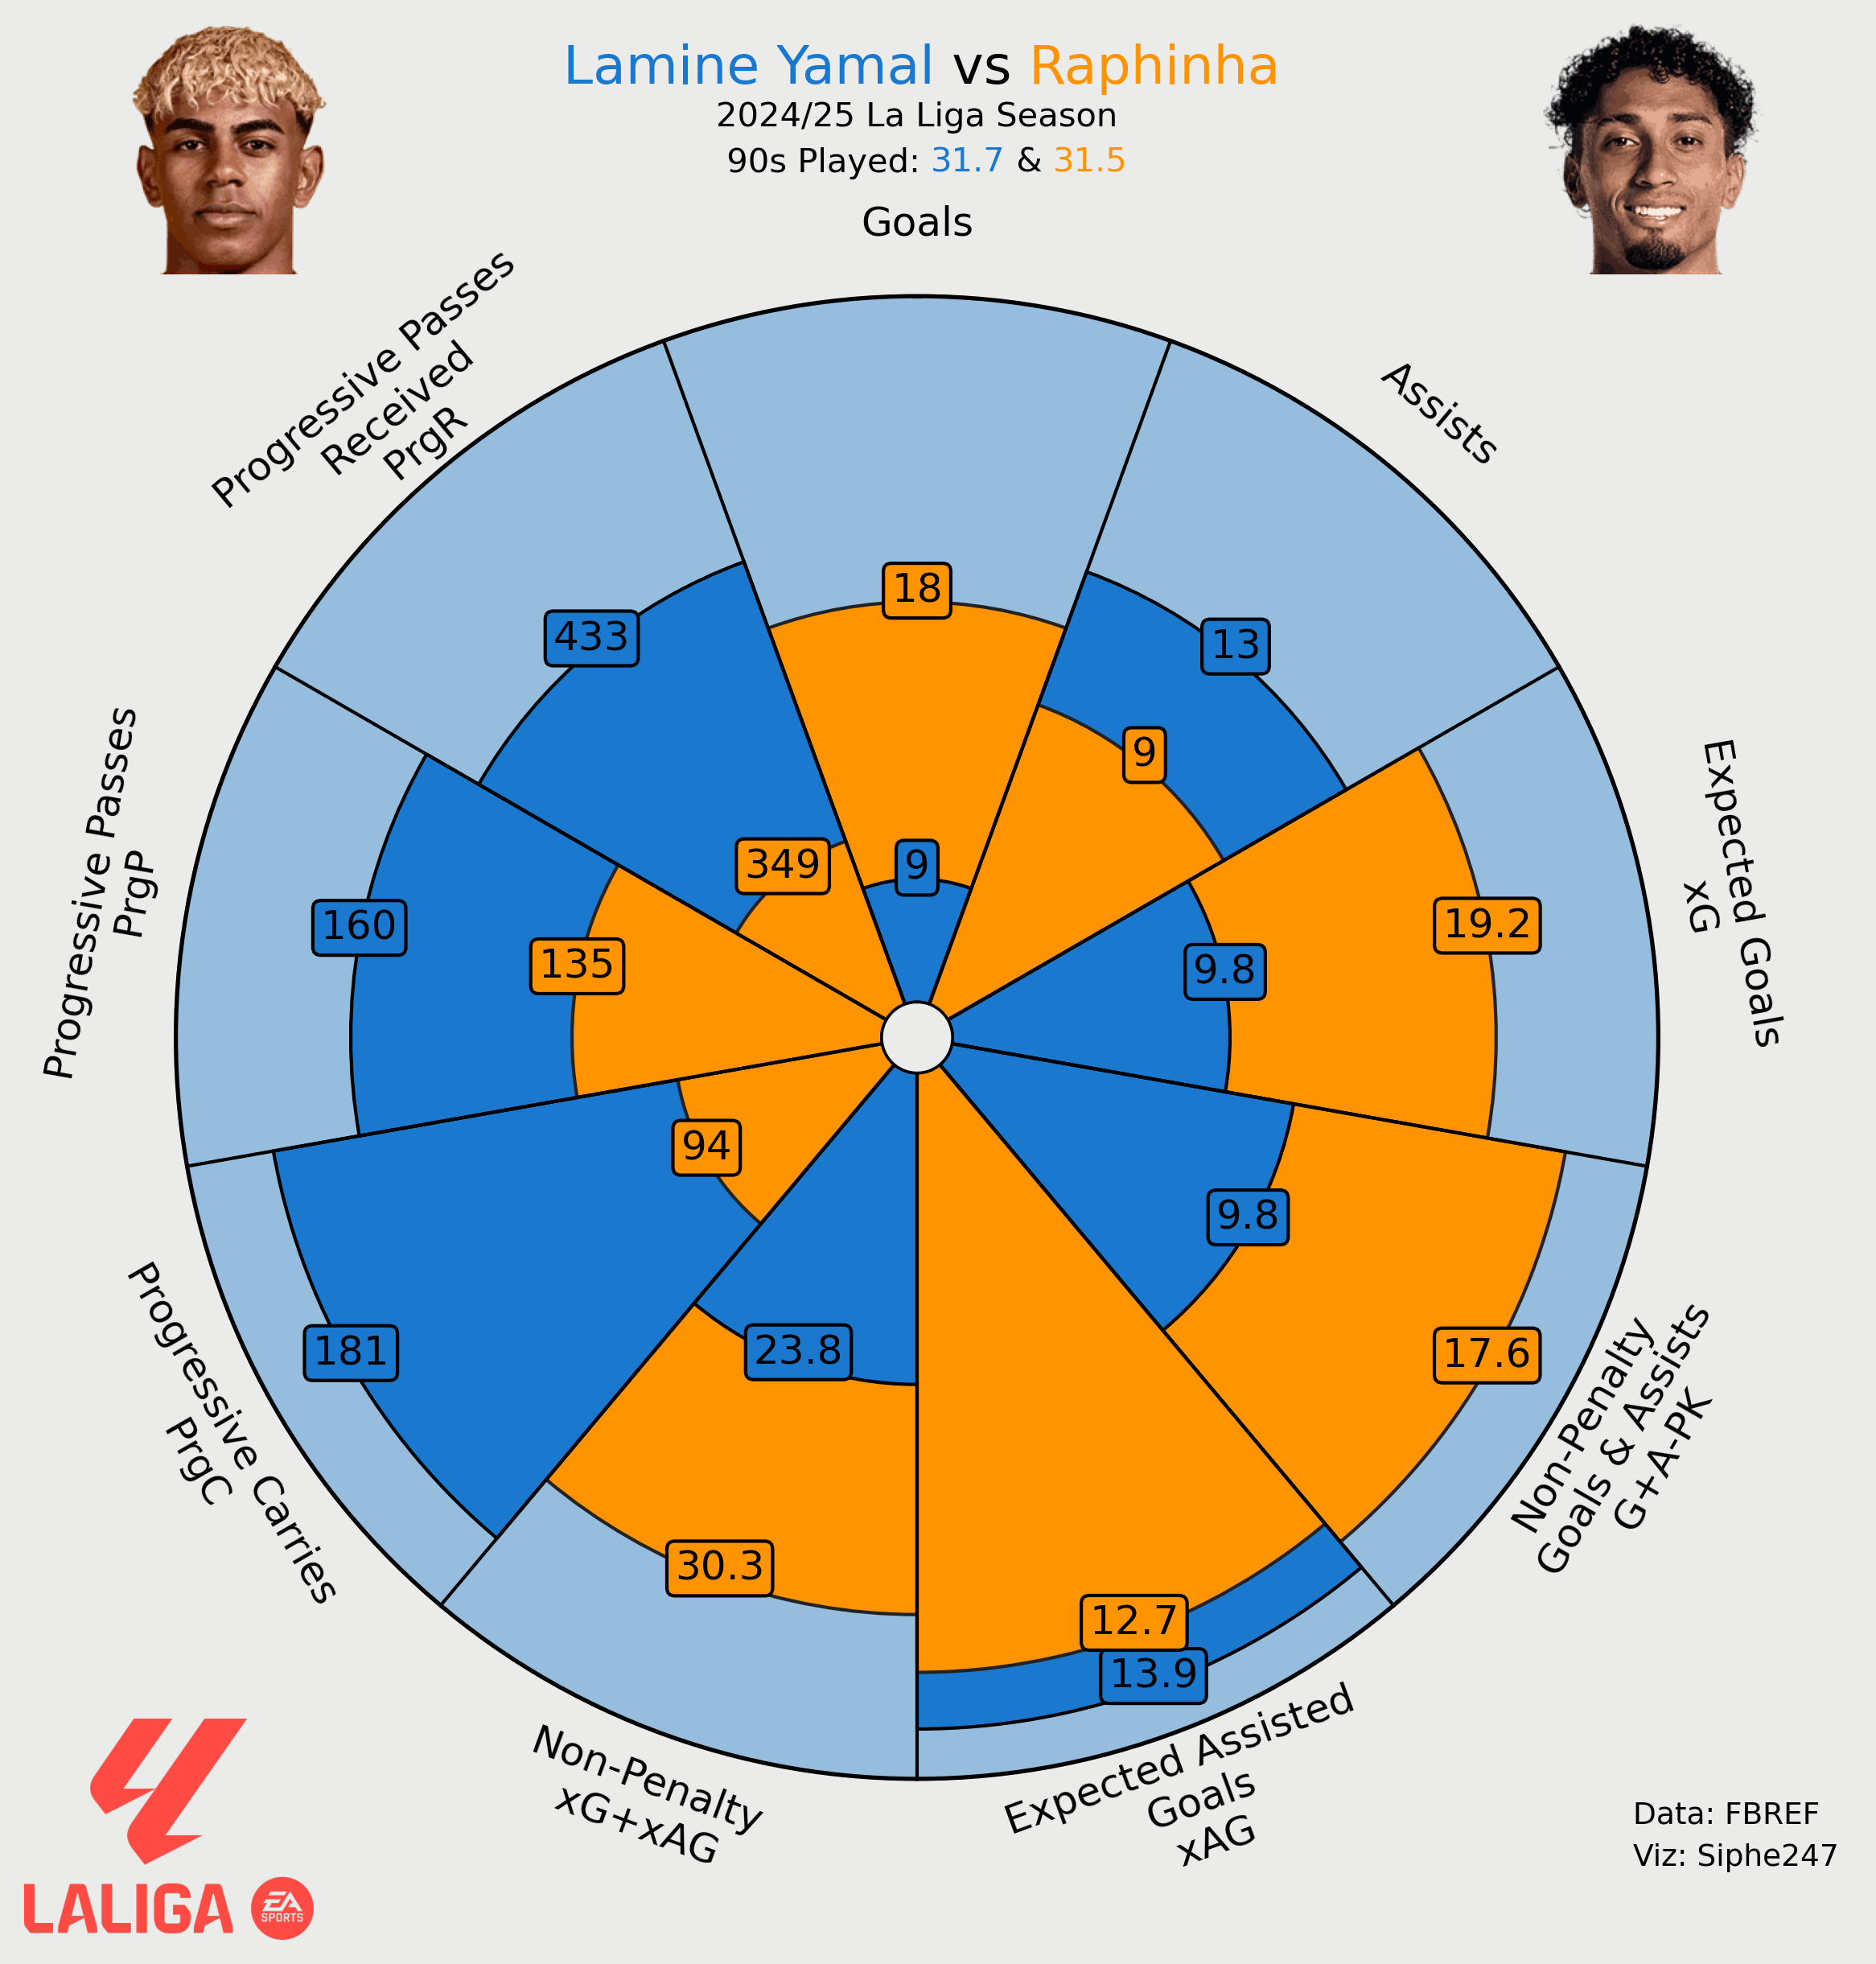 Lamine Yamal vs Raphinha
2024/25 La Liga Season
90s Played: 31.7 & 31.5
Goals
18
9
Assists
13
9
Expected Goals
xG
19.2
9.8
Non-Penalty
Goals & Assists
G+A-PK
9.8
17.6
Expected Assisted
Goals
xAG
12.7
13.9
Non-Penalty
xG+xAG
23.8
30.3
Progressive Carries
PrgC
94
181
Progressive Passes
PrgP
160
135
Progressive Passes
Received
PrgR
433
349
LALIGA
EA
SPORTS
Data: FBREF
Viz: Siphe247